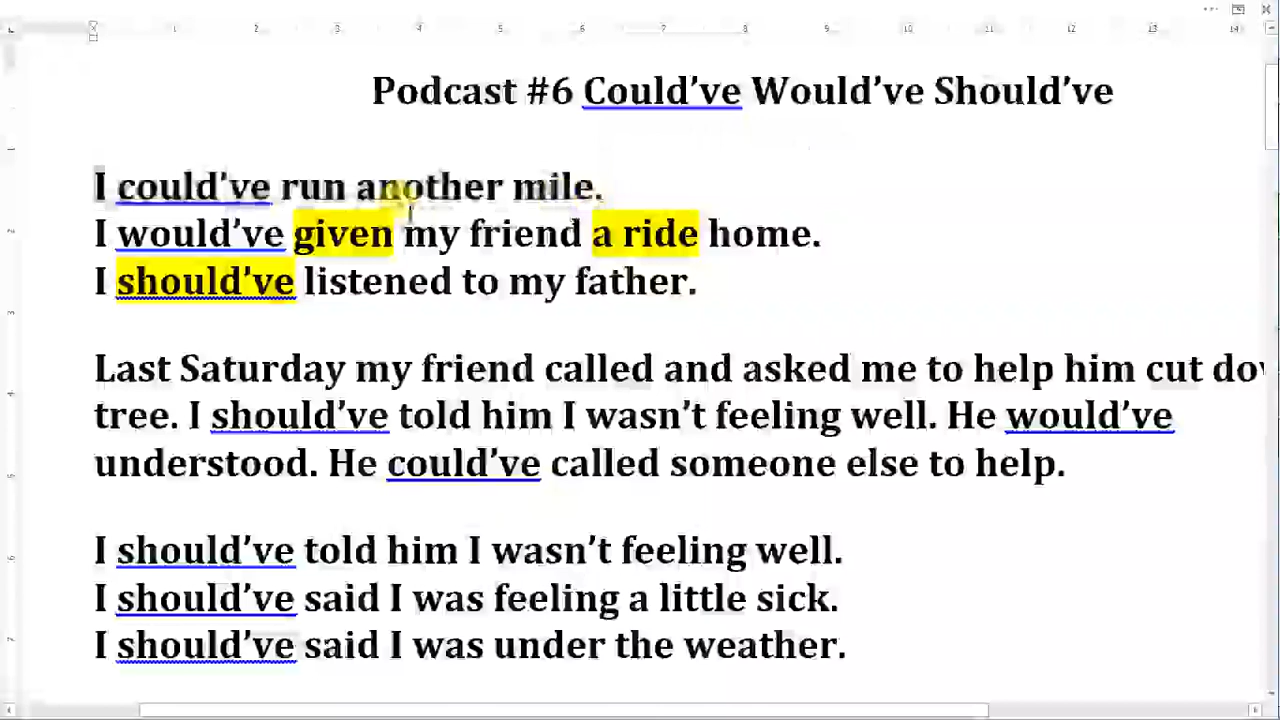 Podcast #6 Could've Would've Should've
I could've run another mile.
I would've given my friend a ride home.
I should've listened to my father.
Last Saturday my friend called and asked me to help him cut
tree. I should've told him I wasn't feeling well. He would've
understood. He could've called someone else to help.
I should've told him I wasn't feeling well.
I should've said I was feeling a little sick.
I should've said I was under the weather.